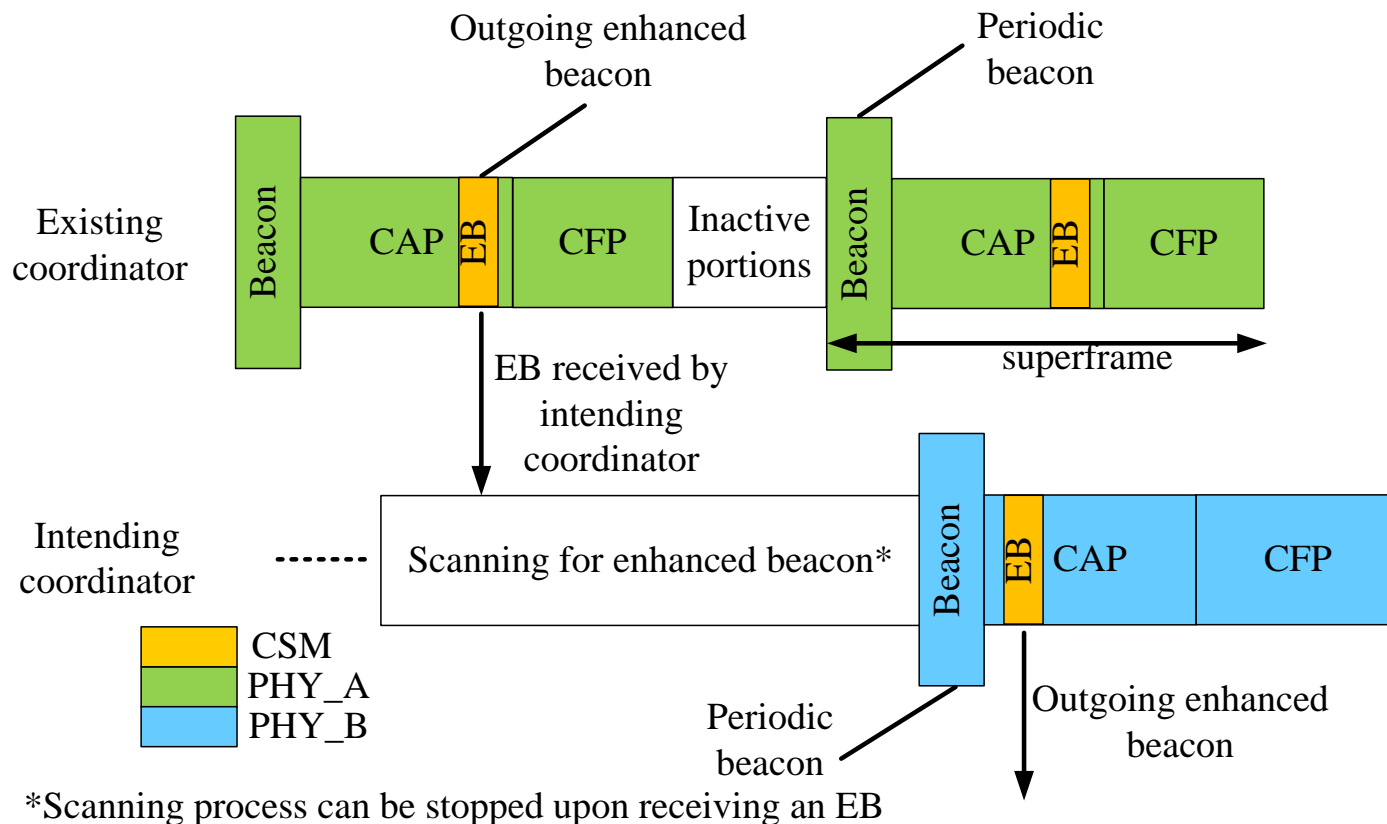 Outgoing enhanced
beacon
Periodic
beacon
Existing
coordinator
Beacon
CAP
EB
CFP
Inactive
portions
Beacon
CAP
EB
CFP
superframe
EB received by
intending
coordinator
Intending
coordinator
Scanning for enhanced beacon*
Beacon
EB
CAP
CFP
CSM
PHY_A
PHY_B
Periodic
beacon
Outgoing enhanced
beacon
*Scanning process can be stopped upon receiving an EB